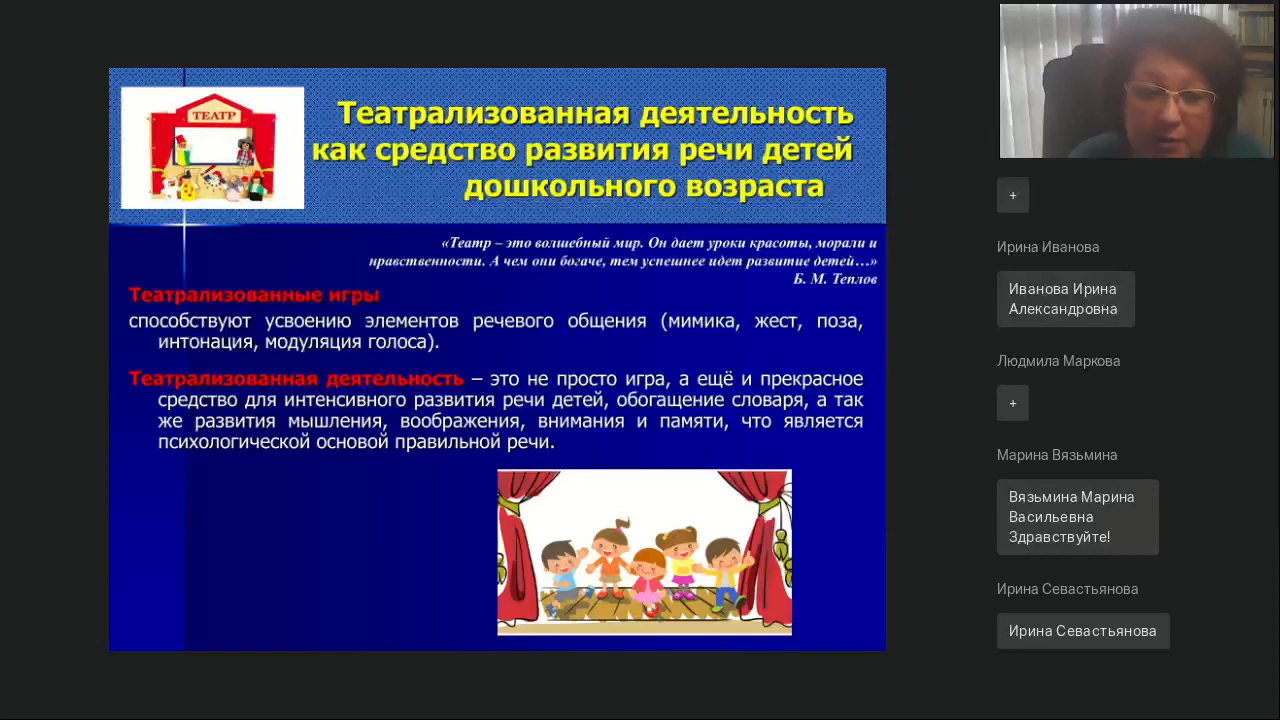 ТЕАТР
Театрализованная деятельность
как средство развития речи детей
дошкольного возраста
«Театр – это волшебный мир. Он дает уроки красоты, морали и
нравственности. А чем они богаче, тем успешнее идет развитие детей…»
Б. М. Теплов
Театрализованные игры
способствуют усвоению элементов речевого общения (мимика, жест, поза,
интонация, модуляция голоса).
Театрализованная деятельность – это не просто игра, а ещё и прекрасное
средство для интенсивного развития речи детей, обогащение словаря, а так
же развития мышления, воображения, внимания и памяти, что является
психологической основой правильной речи.
+
Ирина Иванова
Иванова Ирина
Александровна
Людмила Маркова
+
Марина Вязьмина
Вязьмина Марина
Васильевна
Здравствуйте!
Ирина Севастьянова
Ирина Севастьянова